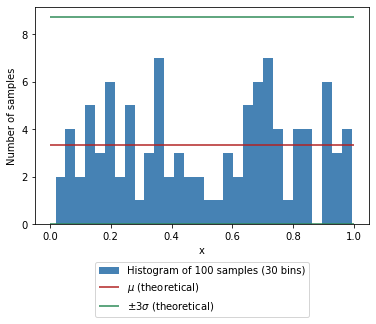 8
6
4
2
0
Number of samples
0.0 0.2 0.4 0.6 0.8 1.0
x
Histogram of 100 samples (30 bins)
μ (theoretical)
±3σ (theoretical)